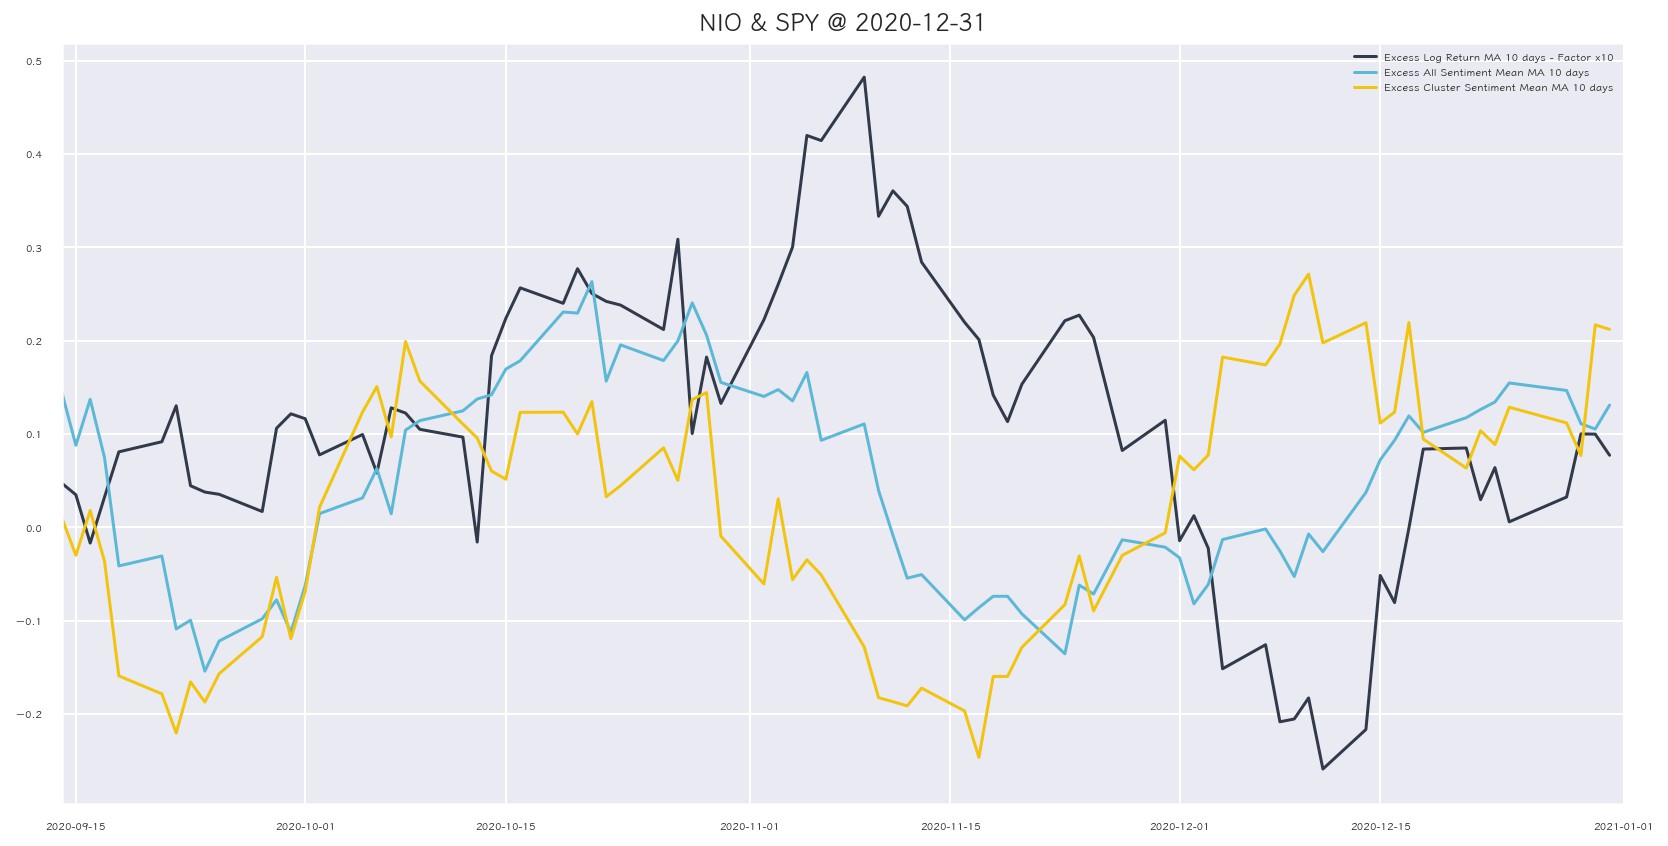 NIO & SPY @ 2020-12-31
Excess Log Return MA 10 days - Factor x10
Excess All Sentiment Mean MA 10 days
Excess Cluster Sentiment Mean MA 10 days
0.5
0.4
0.3
0.2
0.1
0.0
−0.1
−0.2
2020-09-15 2020-10-01 2020-10-15 2020-11-01 2020-11-15 2020-12-01 2020-12-15 2021-01-01